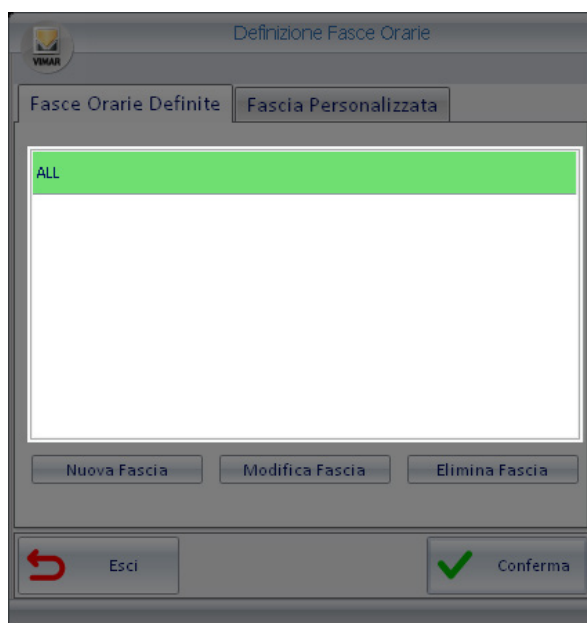 Definizione Fasce Orarie
VIMAR
Fasce Orarie Definite Fascia Personalizzata
ALL
Nuova Fascia Modifica Fascia Elimina Fascia
Esci Conferma